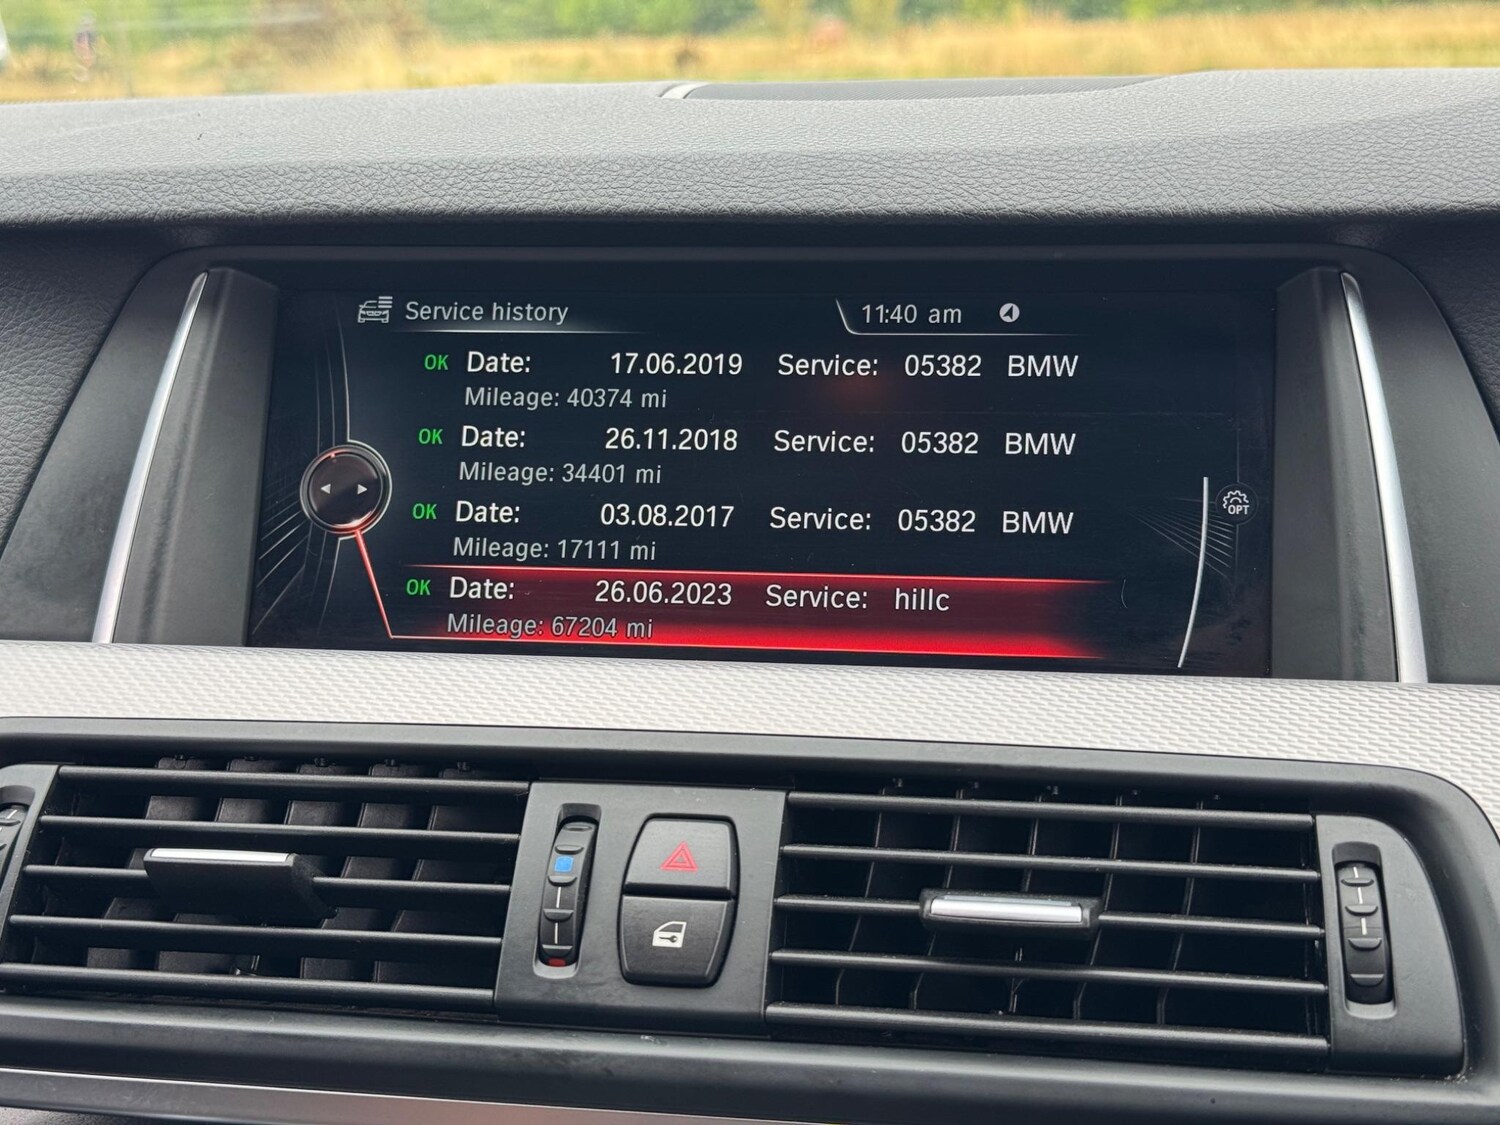 Service history
11:40 am
OK Date: 17.06.2019 Service: 05382 BMW
Mileage: 40374 mi
OK Date: 26.11.2018 Service: 05382 BMW
Mileage: 34401 mi
OK Date: 03.08.2017 Service: 05382 BMW
Mileage: 17111 mi
OPT
OK Date: 26.06.2023 Service: hillc
Mileage: 67204 mi